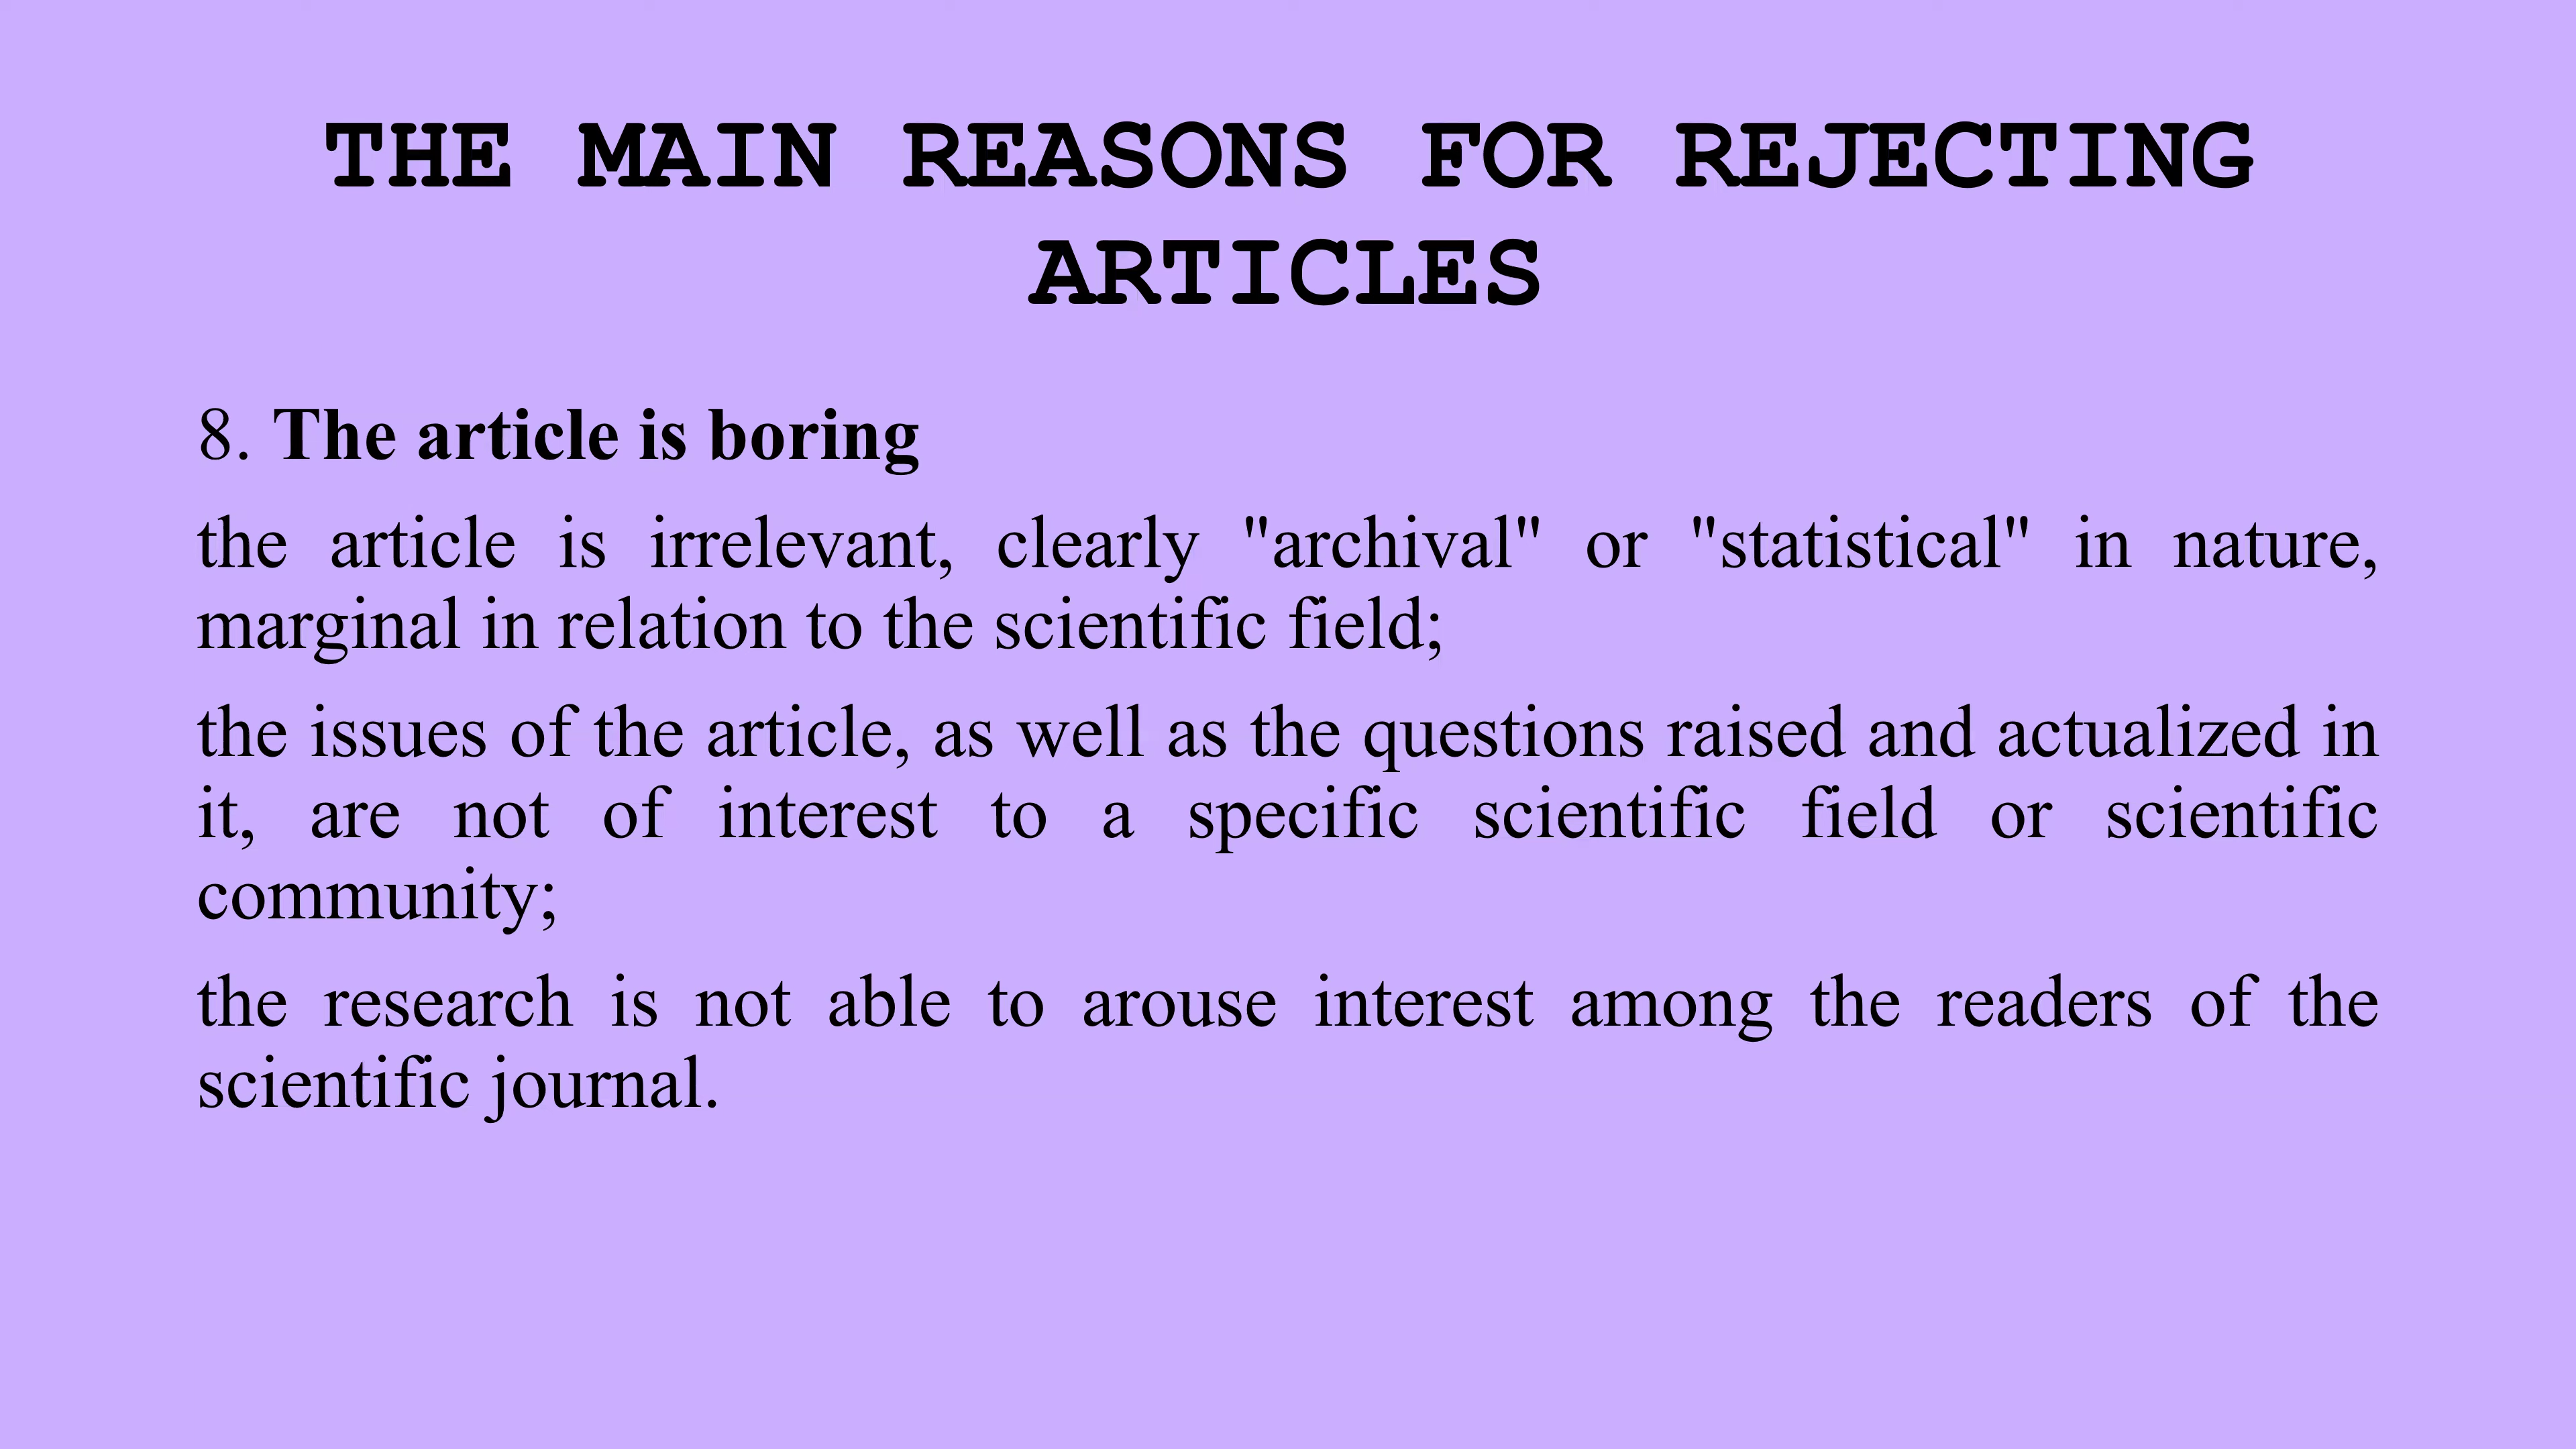 THE MAIN REASONS FOR REJECTING
ARTICLES
8. The article is boring
the article is irrelevant, clearly "archival" or "statistical" in nature,
marginal in relation to the scientific field;
the issues of the article, as well as the questions raised and actualized in
it, are not of interest to a specific scientific field or scientific
community;
the research is not able to arouse interest among the readers of the
scientific journal.